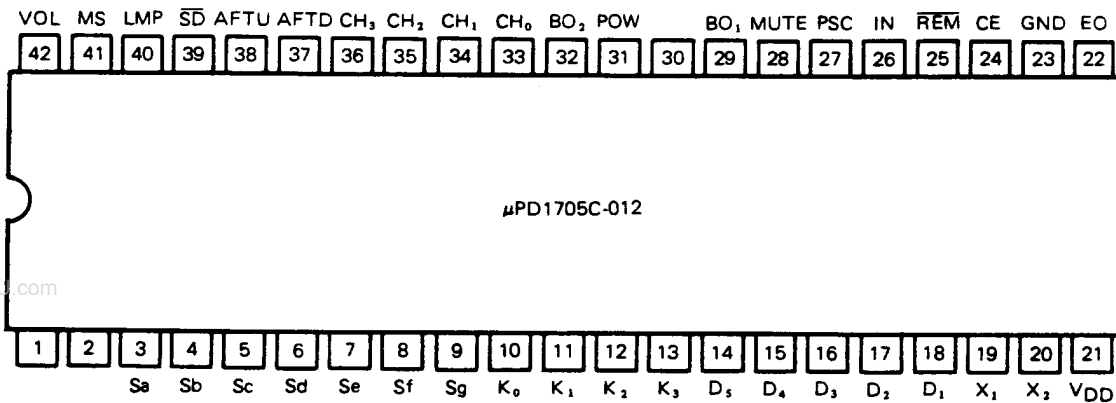 VOL MS LMP S̅D̅ AFTU AFTD CH₃ CH₂ CH₁ CH₀ BO₂ POW BO₁ MUTE PSC IN R̅E̅M̅ CE GND EO
42 41 40 39 38 37 36 35 34 33 32 31 30 29 28 27 26 25 24 23 22
μPD1705C-012
.com
1 2 3 4 5 6 7 8 9 10 11 12 13 14 15 16 17 18 19 20 21
Sa Sb Sc Sd Se Sf Sg K₀ K₁ K₂ K₃ D₅ D₄ D₃ D₂ D₁ X₁ X₂ VDD